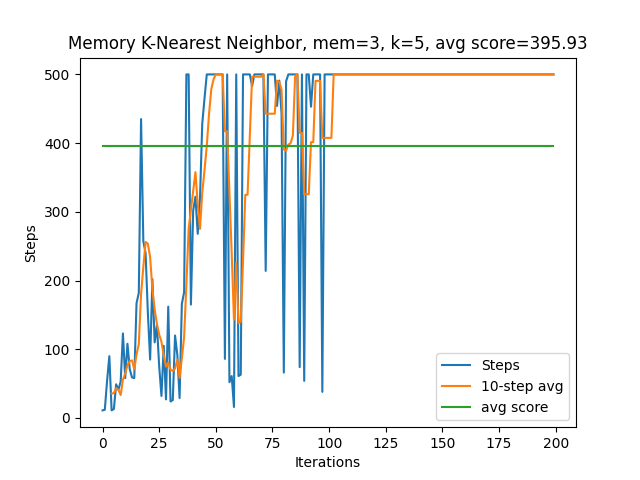 Memory K-Nearest Neighbor, mem=3, k=5, avg score=395.93
500
400
300
200
100
0
Steps
0 25 50 75 100 125 150 175 200
Iterations
Steps
10-step avg
avg score